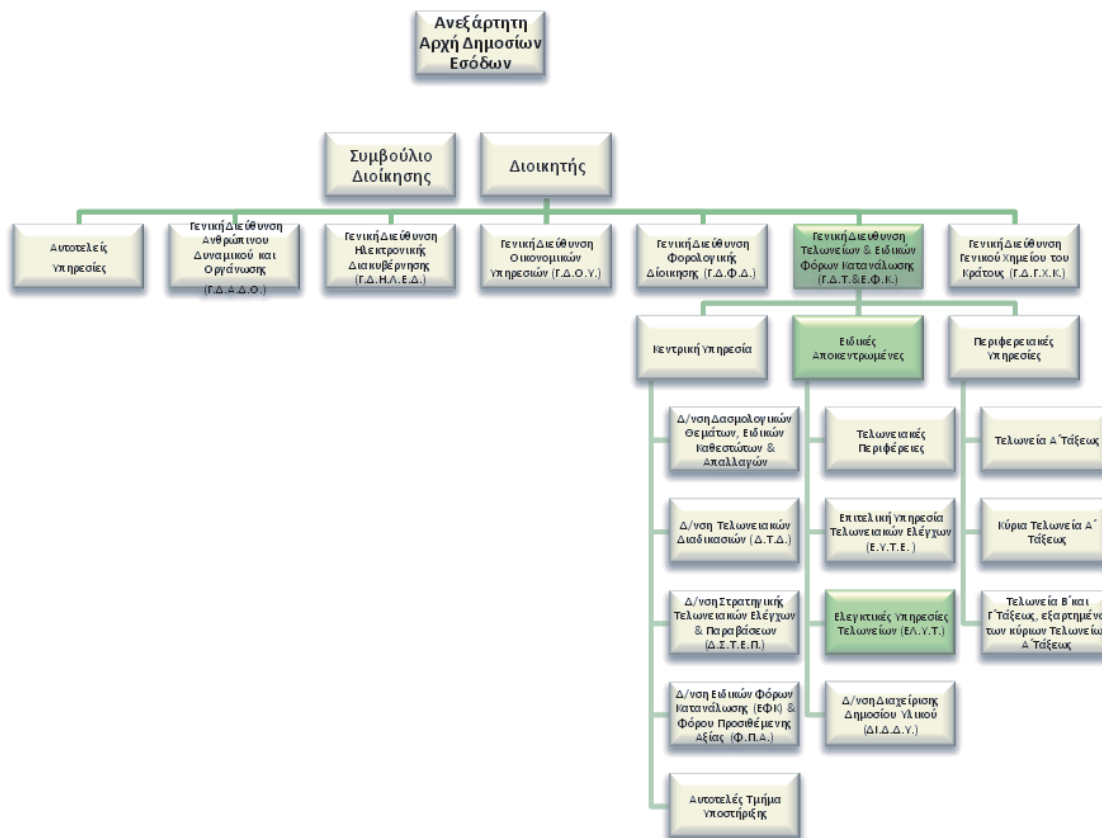 Ανεξάρτητη
Αρχή Δημοσίων
Εσόδων
Συμβούλιο
Διοίκησης
Διοικητής
Αυτοτελείς
Υπηρεσίες
Γενική Διεύθυνση
Ανθρώπινου
Δυναμικού και
Οργάνωσης
(Γ.Δ.Α.Δ.Ο.)
Γενική Διεύθυνση
Ηλεκτρονικής
Διακυβέρνησης
(Γ.Δ.Η.Λ.Ε.Δ.)
Γενική Διεύθυνση
Οικονομικών
Υπηρεσιών (Γ.Δ.Ο.Υ.)
Γενική Διεύθυνση
Φορολογικής
Δίοικησης (Γ.Δ.Φ.Δ.)
Γενική Διευθυνση
Τελωνείων & Ειδικών
Φόρων Κατανάλωσης
(Γ.Δ.Τ.&Ε.Φ.Κ.)
Γενική Διεύθυνση
Γενικού Χημείου του
Κράτους (Γ.Δ.Γ.Χ.Κ.)
Κεντρική Υπηρεσία
Ειδικές
Αποκεντρωμένες
Περιφερειακές
Υπηρεσίες
Δ/νση Δασμολογικών
Θεμάτων, Ειδικών
Καθεστώτων &
Απαλλαγών
Δ/νση Τελωνειακών
Διαδικασιών (Δ.Τ.Δ.)
Δ/νση Στρατηγικής
Τελωνειακών Ελέγχων
& Παραβάσεων
(Δ.Σ.Τ.Ε.Π.)
Δ/νση Ειδικών Φόρων
Κατανάλωσης (ΕΦΚ) &
Φόρου Προσιθέμενης
Αξίας (Φ.Π.Α.)
Αυτοτελές Τμήμα
Υποστήριξης
Τελωνειακές
Περιφέρειες
Επιτελική Υπηρεσία
Τελωνειακών Ελέγχων
(Ε.Υ.Τ.Ε.)
Ελεγκτικές Υπηρεσίες
Τελωνείων (ΕΛ.Υ.Τ.)
Δ/νση Διαχείρισης
Δημοσίου Υλικού
(ΔΙ.Δ.Δ.Υ.)
Τελωνεία Α΄Τάξεως
Κύρια Τελωνεία Α΄
Τάξεως
Τελωνεία Β΄και
Γ΄Τάξεως, εξαρτημένα
των κύριων Τελωνείων
Α΄Τάξεως